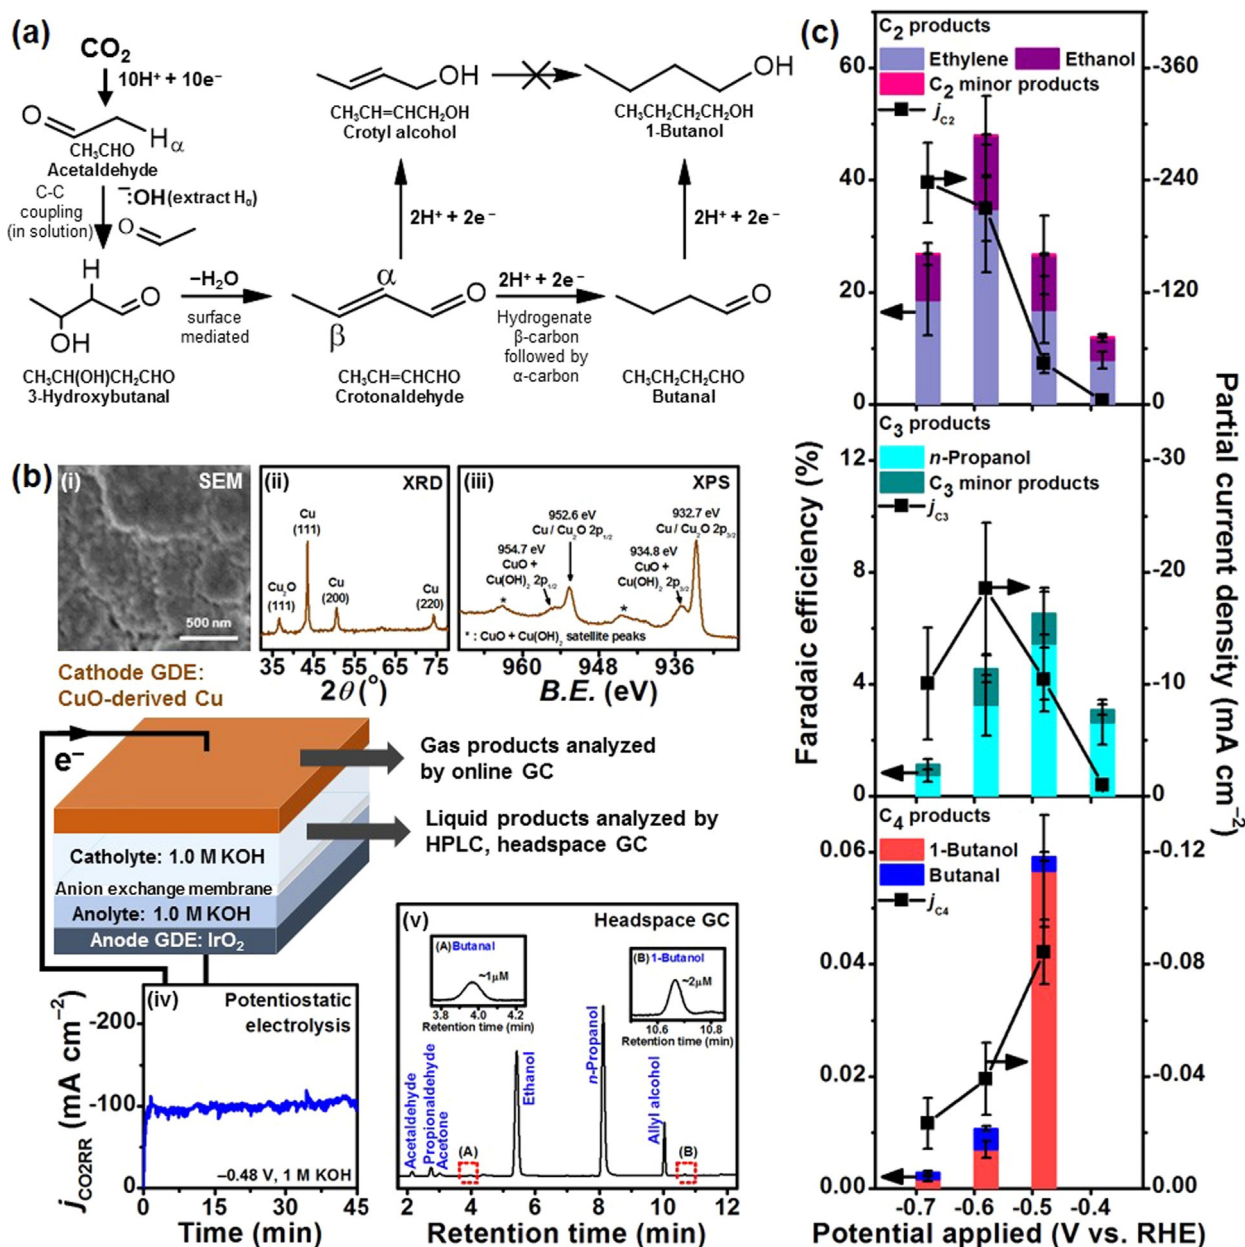 (a)
CO2
10H⁺ + 10e⁻
O
H
α
CH₃CHO
Acetaldehyde
C-C
coupling
(in solution)
⁻:OH (extract Hα)
O
H
O
OH
CH₃CH(OH)CH₂CHO
3-Hydroxybutanal
−H₂O
surface
mediated
α
β
O
CH₃CH=CHCHO
Crotonaldehyde
2H⁺ + 2e⁻
OH
CH₃CH=CHCH₂OH
Crotyl alcohol
2H⁺ + 2e⁻
Hydrogenate
β-carbon
followed by
α-carbon
O
CH₃CH₂CH₂CHO
Butanal
2H⁺ + 2e⁻
OH
CH₃CH₂CH₂CH₂OH
1-Butanol
(b)
(i) SEM
500 nm
(ii) XRD
Cu₂O
(111)
Cu
(111)
Cu
(200)
Cu
(220)
35 45 55 65 75
2θ (°)
(iii) XPS
954.7 eV
CuO +
Cu(OH)₂ 2p₁/₂
952.6 eV
Cu / Cu₂O 2p₁/₂
934.8 eV
CuO +
Cu(OH)₂ 2p₃/₂
932.7 eV
Cu / Cu₂O 2p₃/₂
*
*
* : CuO + Cu(OH)₂ satellite peaks
960 948 936
B.E. (eV)
Cathode GDE:
CuO-derived Cu
e⁻
Gas products analyzed
by online GC
Liquid products analyzed by
HPLC, headspace GC
Catholyte: 1.0 M KOH
Anion exchange membrane
Anolyte: 1.0 M KOH
Anode GDE: IrO₂
(iv) Potentiostatic
electrolysis
-200
-100
0
jCO2RR (mA cm⁻²)
−0.48 V, 1 M KOH
0 15 30 45
Time (min)
(v) Headspace GC
(A) Butanal
~1µM
3.8 4.0 4.2
Retention time (min)
(B) 1-Butanol
~2µM
10.6 10.8
Retention time (min)
Acetaldehyde
Propionaldehyde
Acetone
(A)
Ethanol
n-Propanol
Allyl alcohol
(B)
2 4 6 8 10 12
Retention time (min)
(c)
C₂ products
Ethylene Ethanol
C₂ minor products
jC2
60
40
20
0
-360
-240
-120
0
C₃ products
n-Propanol
C₃ minor products
jC3
12
8
4
0
-30
-20
-10
0
C₄ products
1-Butanol
Butanal
jC4
0.06
0.04
0.02
0.00
-0.12
-0.08
-0.04
0.00
Faradaic efficiency (%)
Partial current density (mA cm⁻²)
-0.7 -0.6 -0.5 -0.4
Potential applied (V vs. RHE)